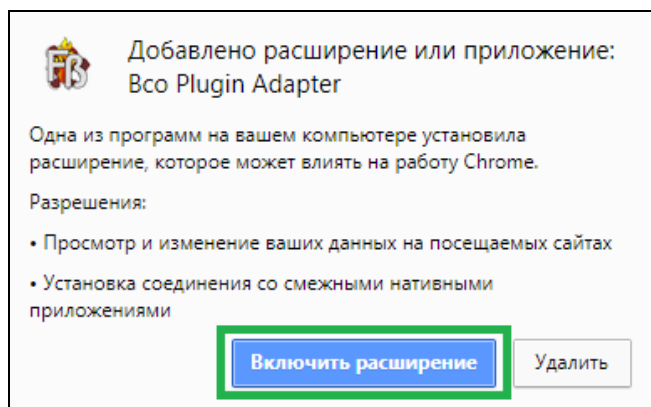 Добавлено расширение или приложение:
Bco Plugin Adapter
Одна из программ на вашем компьютере установила
расширение, которое может влиять на работу Chrome.
Разрешения:
• Просмотр и изменение ваших данных на посещаемых сайтах
• Установка соединения со смежными нативными
приложениями
Включить расширение
Удалить